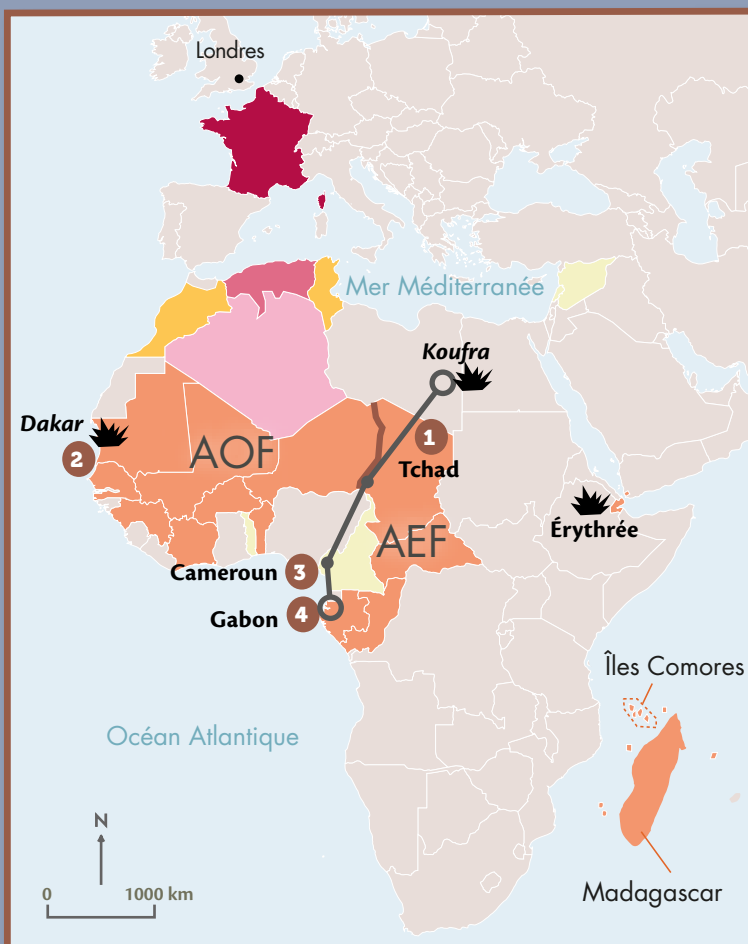 Londres
Mer Méditerranée
Koufra
Dakar
2
AOF
1
Tchad
Érythrée
AEF
Cameroun 3
Gabon 4
Îles Comores
Océan Atlantique
N
0 1000 km
Madagascar